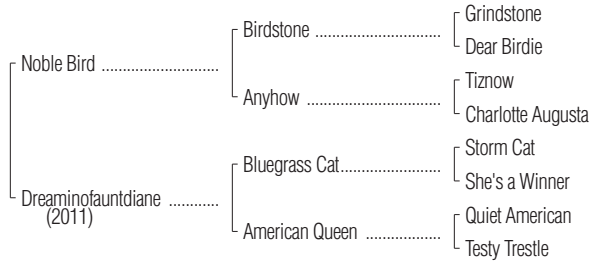 Grindstone
Birdstone ........................
Dear Birdie
Noble Bird ......................
Tiznow
Anyhow ..........................
Charlotte Augusta
Storm Cat
Bluegrass Cat...................
She's a Winner
Dreaminofauntdiane ..........
(2011)
Quiet American
American Queen ..............
Testy Trestle